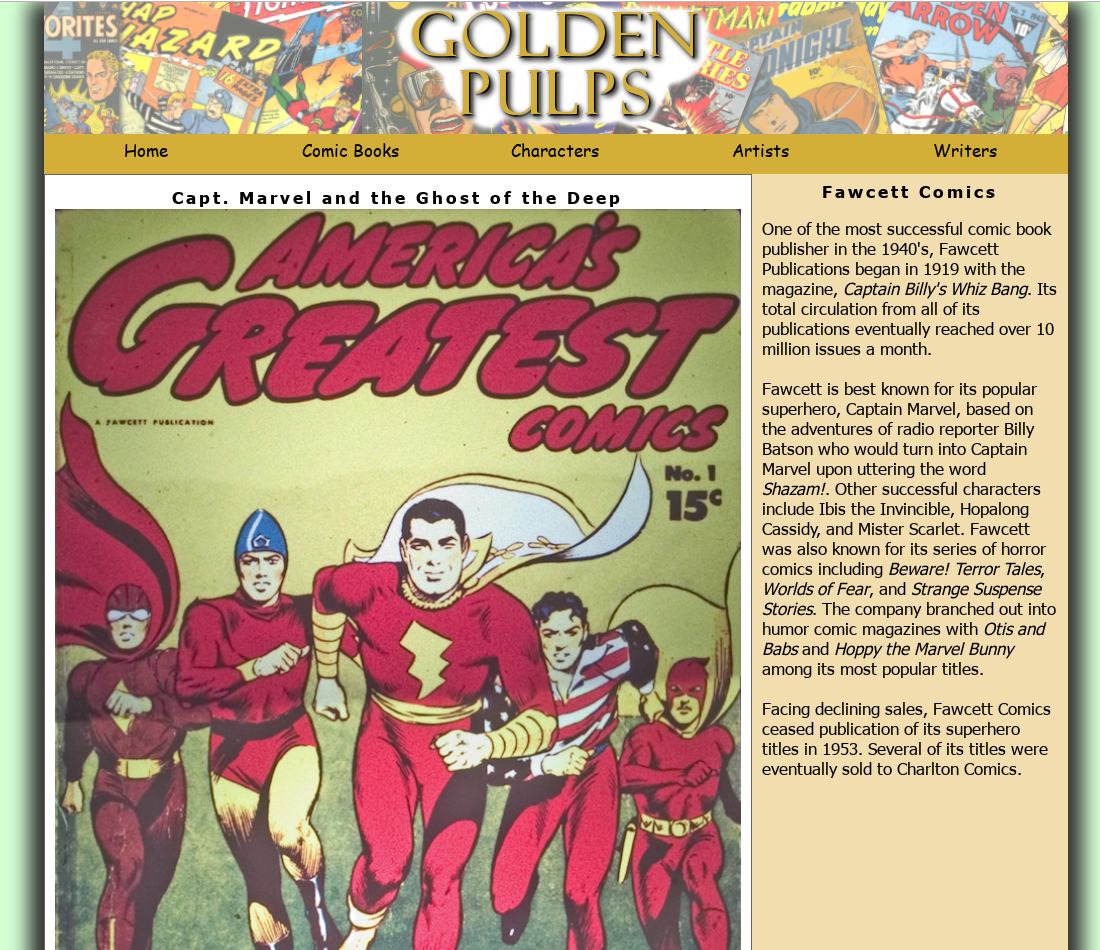 ORITES
HAZARD
GOLDEN
PULPS
KNIGHT
ARROW
10¢
Home
Comic Books
Characters
Artists
Writers
Capt. Marvel and the Ghost of the Deep
AMERICA'S
GREATEST
COMICS
A FAWCETT PUBLICATION
No. 1
15¢
Fawcett Comics
One of the most successful comic book
publisher in the 1940's, Fawcett
Publications began in 1919 with the
magazine, Captain Billy's Whiz Bang. Its
total circulation from all of its
publications eventually reached over 10
million issues a month.
Fawcett is best known for its popular
superhero, Captain Marvel, based on
the adventures of radio reporter Billy
Batson who would turn into Captain
Marvel upon uttering the word
Shazam!. Other successful characters
include Ibis the Invincible, Hopalong
Cassidy, and Mister Scarlet. Fawcett
was also known for its series of horror
comics including Beware! Terror Tales,
Worlds of Fear, and Strange Suspense
Stories. The company branched out into
humor comic magazines with Otis and
Babs and Hoppy the Marvel Bunny
among its most popular titles.
Facing declining sales, Fawcett Comics
ceased publication of its superhero
titles in 1953. Several of its titles were
eventually sold to Charlton Comics.